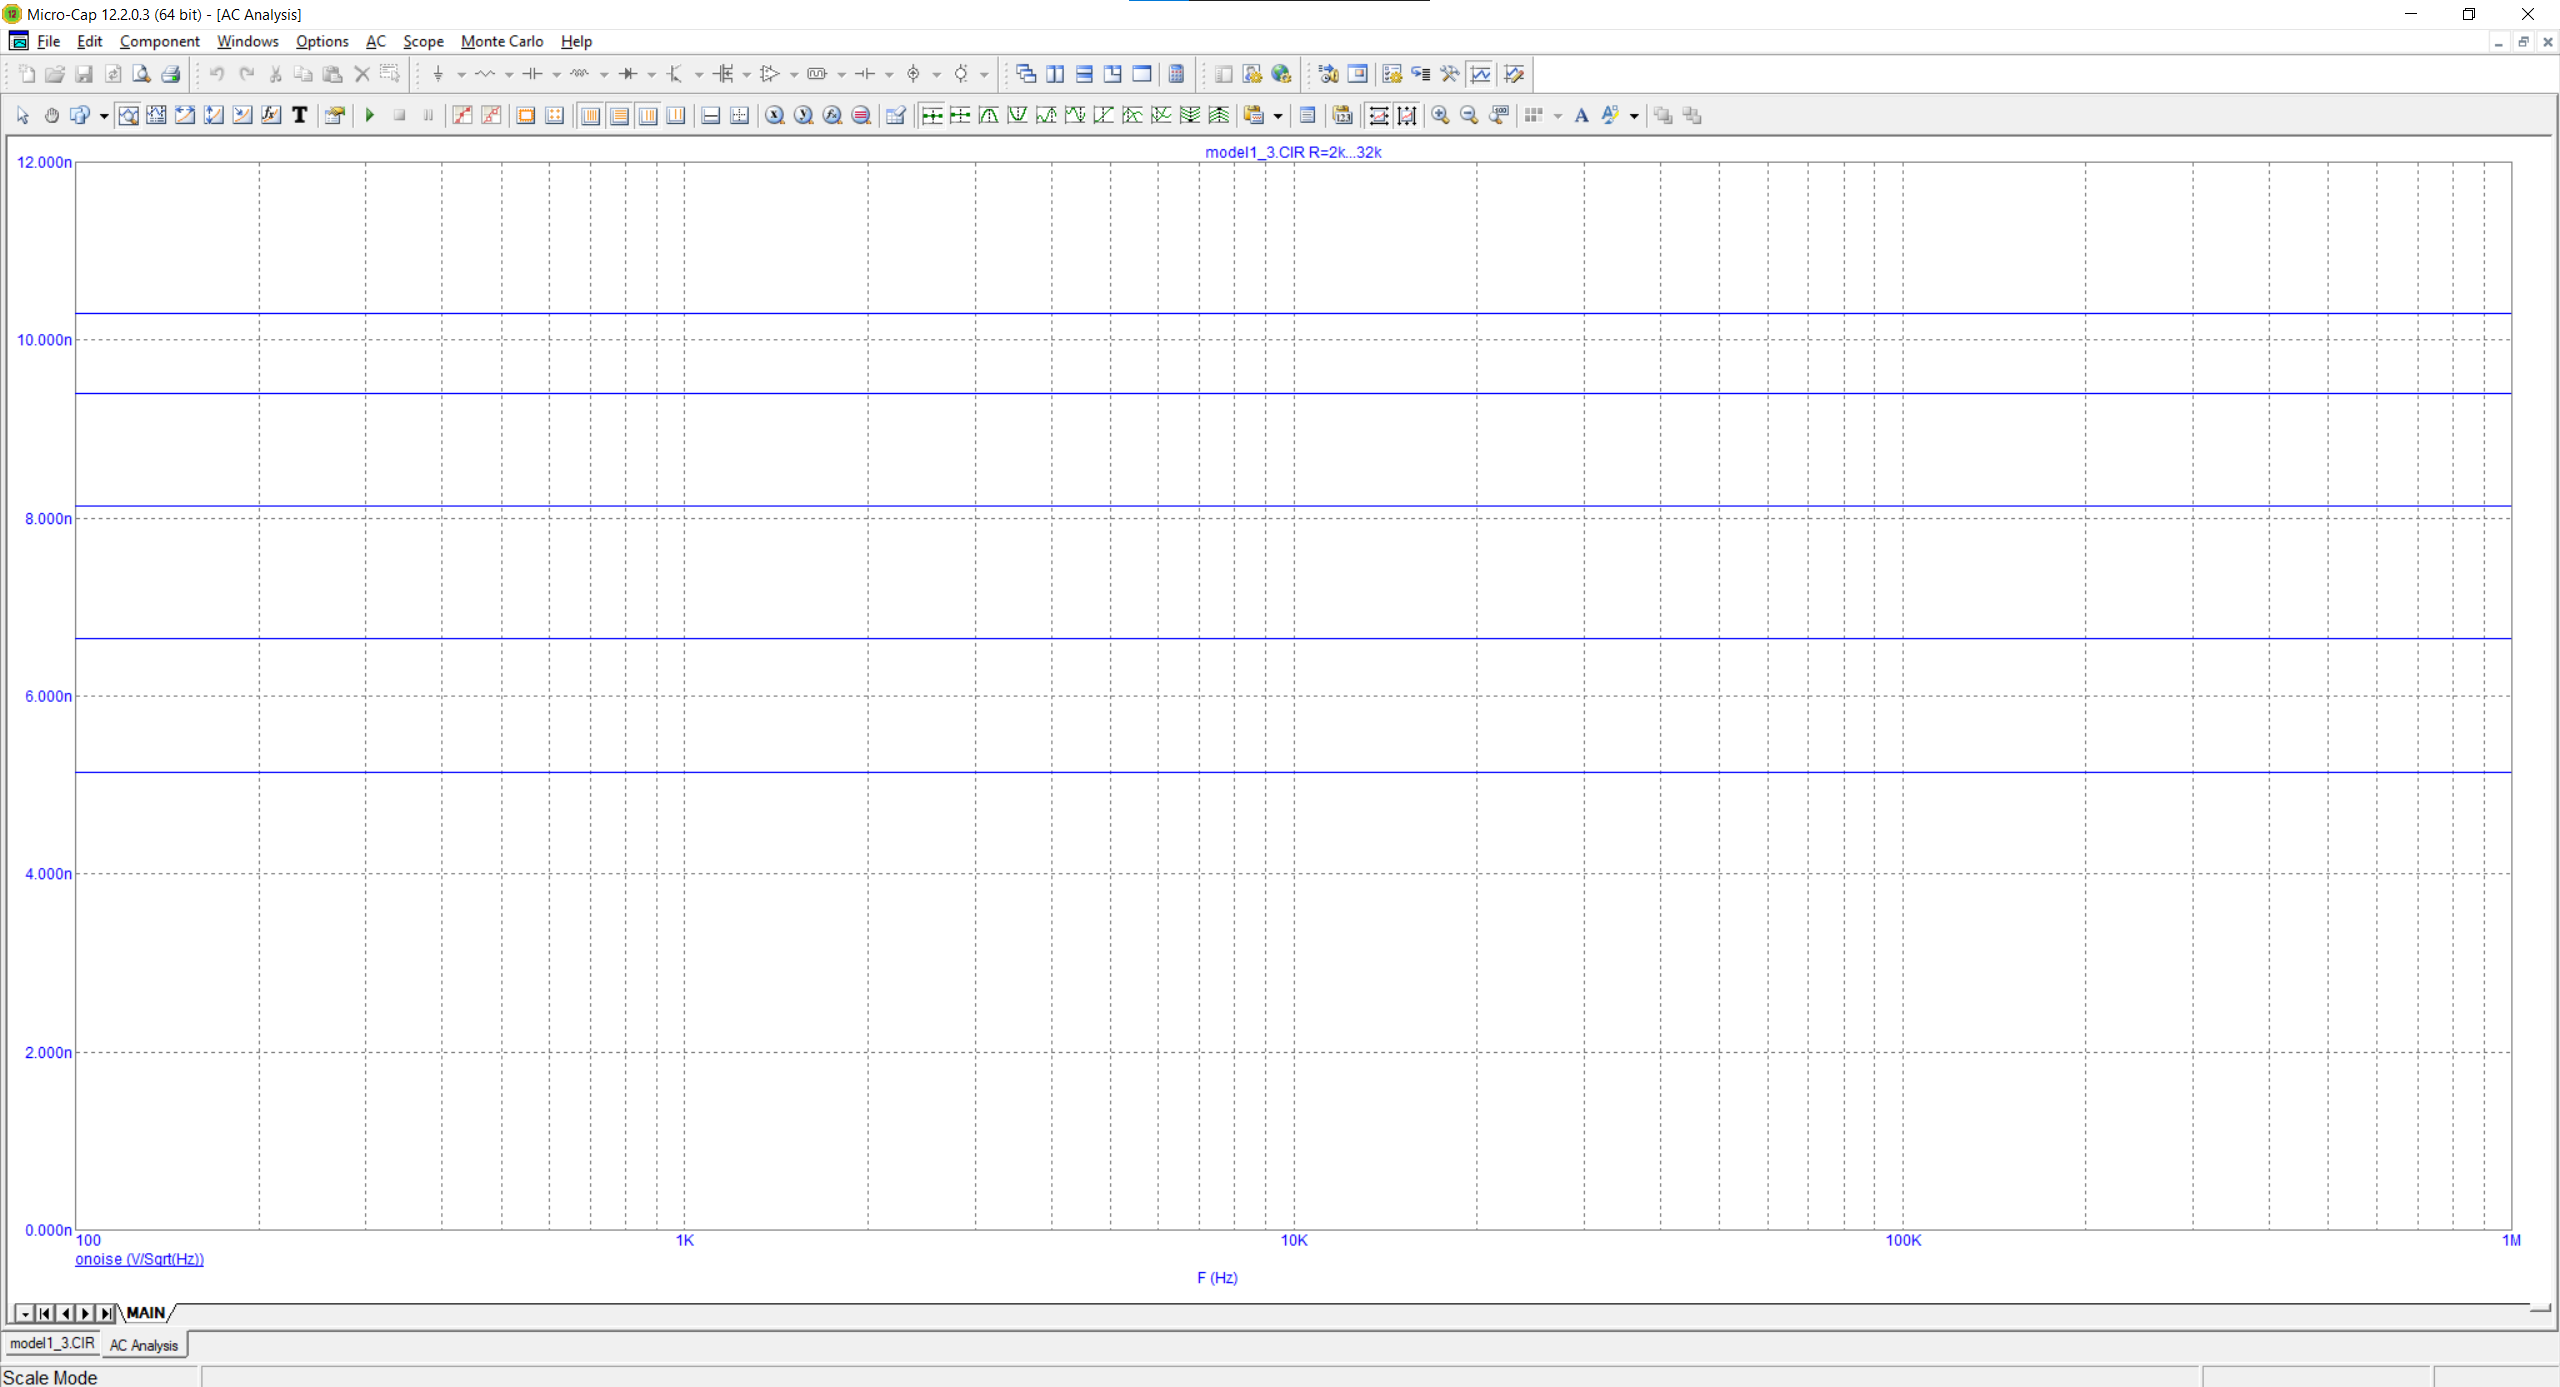 Micro-Cap 12.2.0.3 (64 bit) - [AC Analysis]
File Edit Component Windows Options AC Scope Monte Carlo Help
model1_3.CIR R=2k...32k
12.000n
10.000n
8.000n
6.000n
4.000n
2.000n
0.000n
100 1K 10K 100K 1M
onoise (V/Sqrt(Hz))
F (Hz)
MAIN
model1_3.CIR AC Analysis
Scale Mode